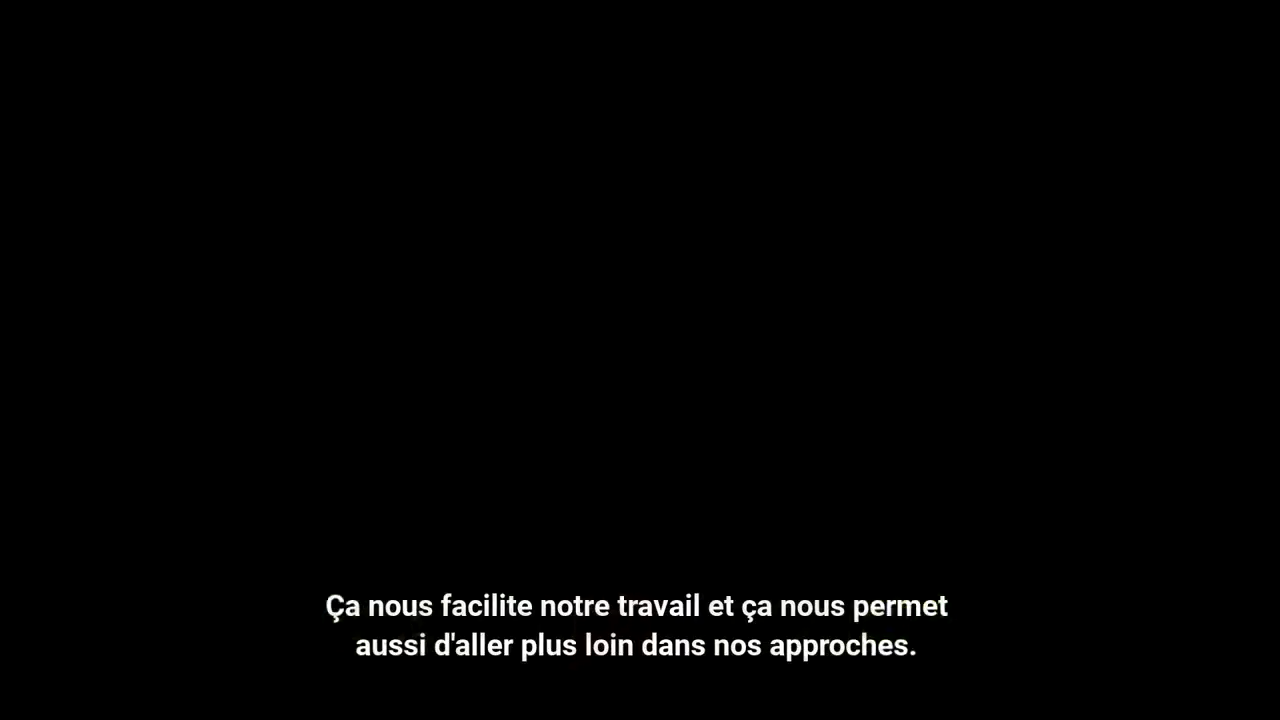 Ça nous facilite notre travail et ça nous permet
aussi d'aller plus loin dans nos approches.